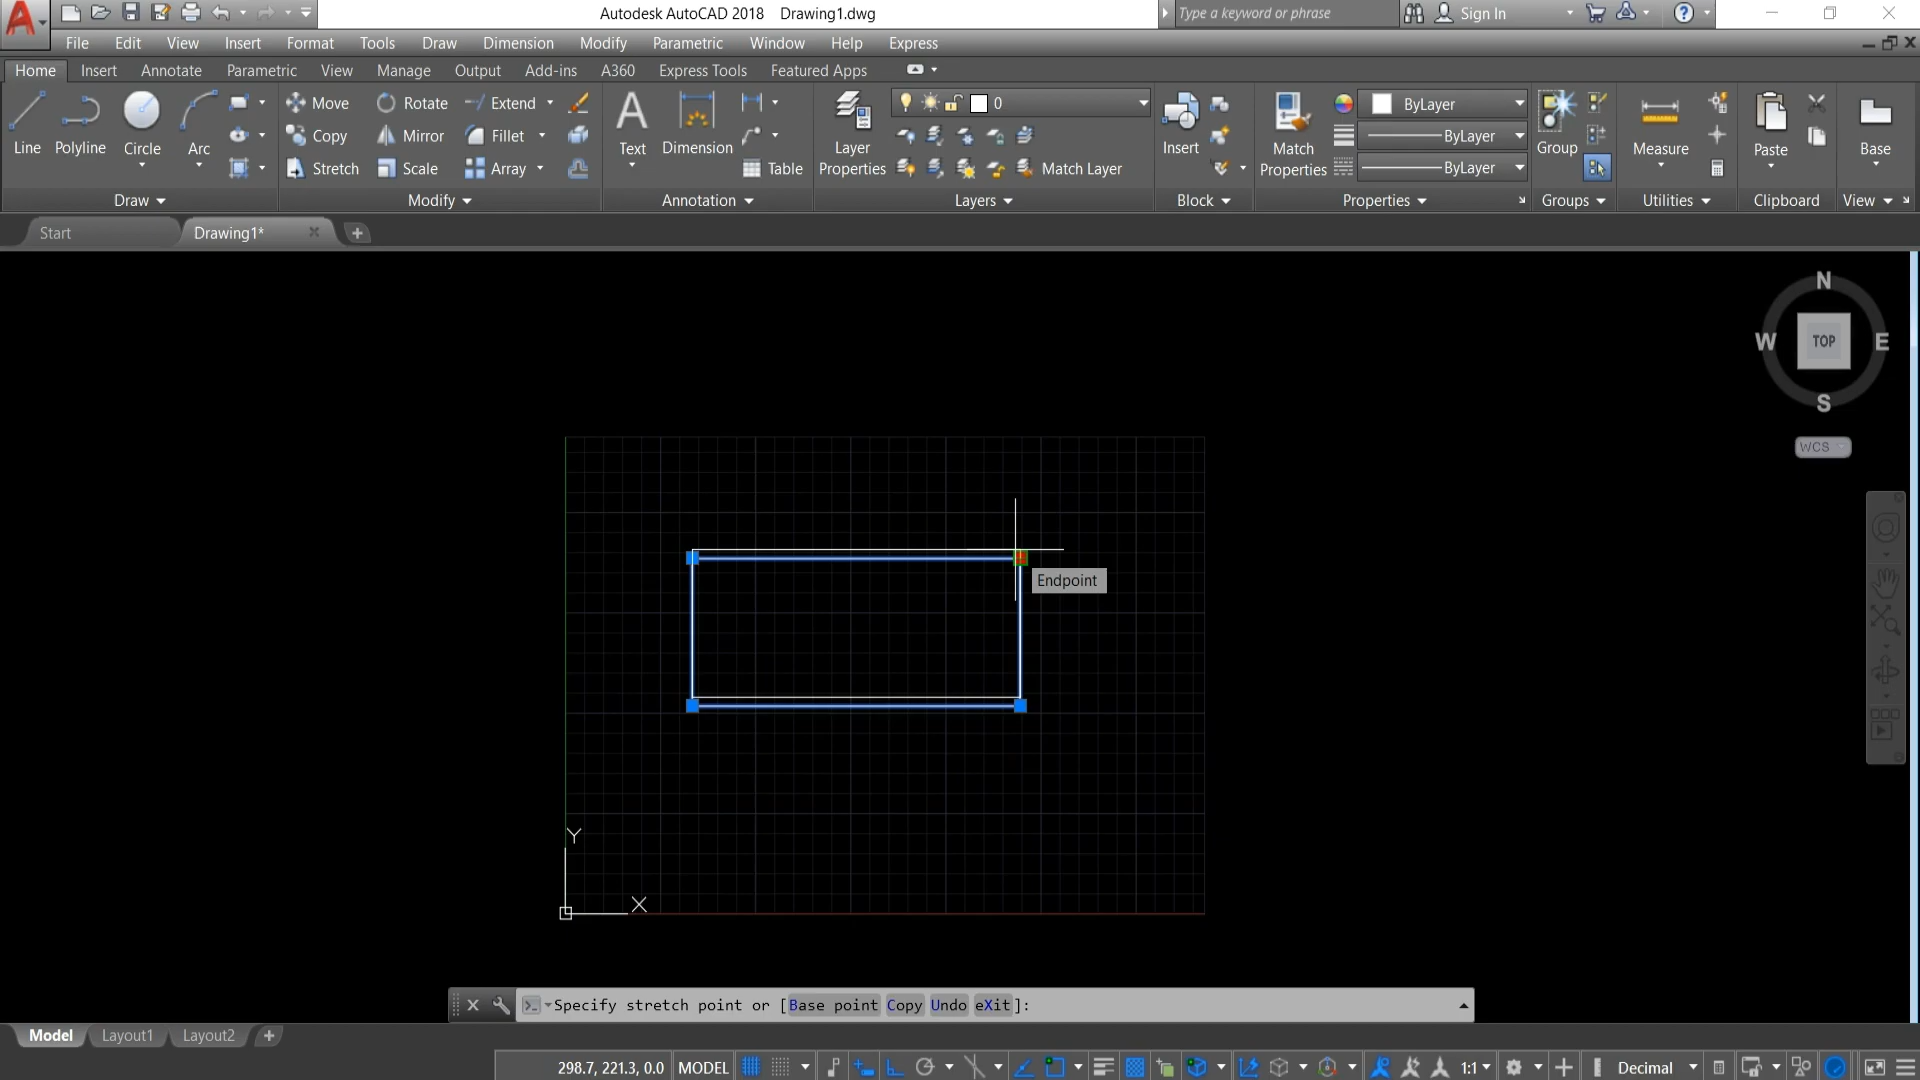 Autodesk AutoCAD 2018 Drawing1.dwg
Type a keyword or phrase
Sign In
File Edit View Insert Format Tools Draw Dimension Modify Parametric Window Help Express
Home Insert Annotate Parametric View Manage Output Add-ins A360 Express Tools Featured Apps
Move Rotate Extend
0
ByLayer
Copy Mirror Fillet
ByLayer
Line Polyline Circle Arc
Text Dimension
Layer Properties
Insert
Match Properties
Group
Measure
Paste
Base
Stretch Scale Array
Table
Match Layer
ByLayer
Draw Modify Annotation Layers Block Properties Groups Utilities Clipboard View
Start Drawing1*
N
W TOP E
S
WCS
Endpoint
Y
X
Specify stretch point or [Base point Copy Undo eXit]:
Model Layout1 Layout2
298.7, 221.3, 0.0 MODEL 1:1 Decimal